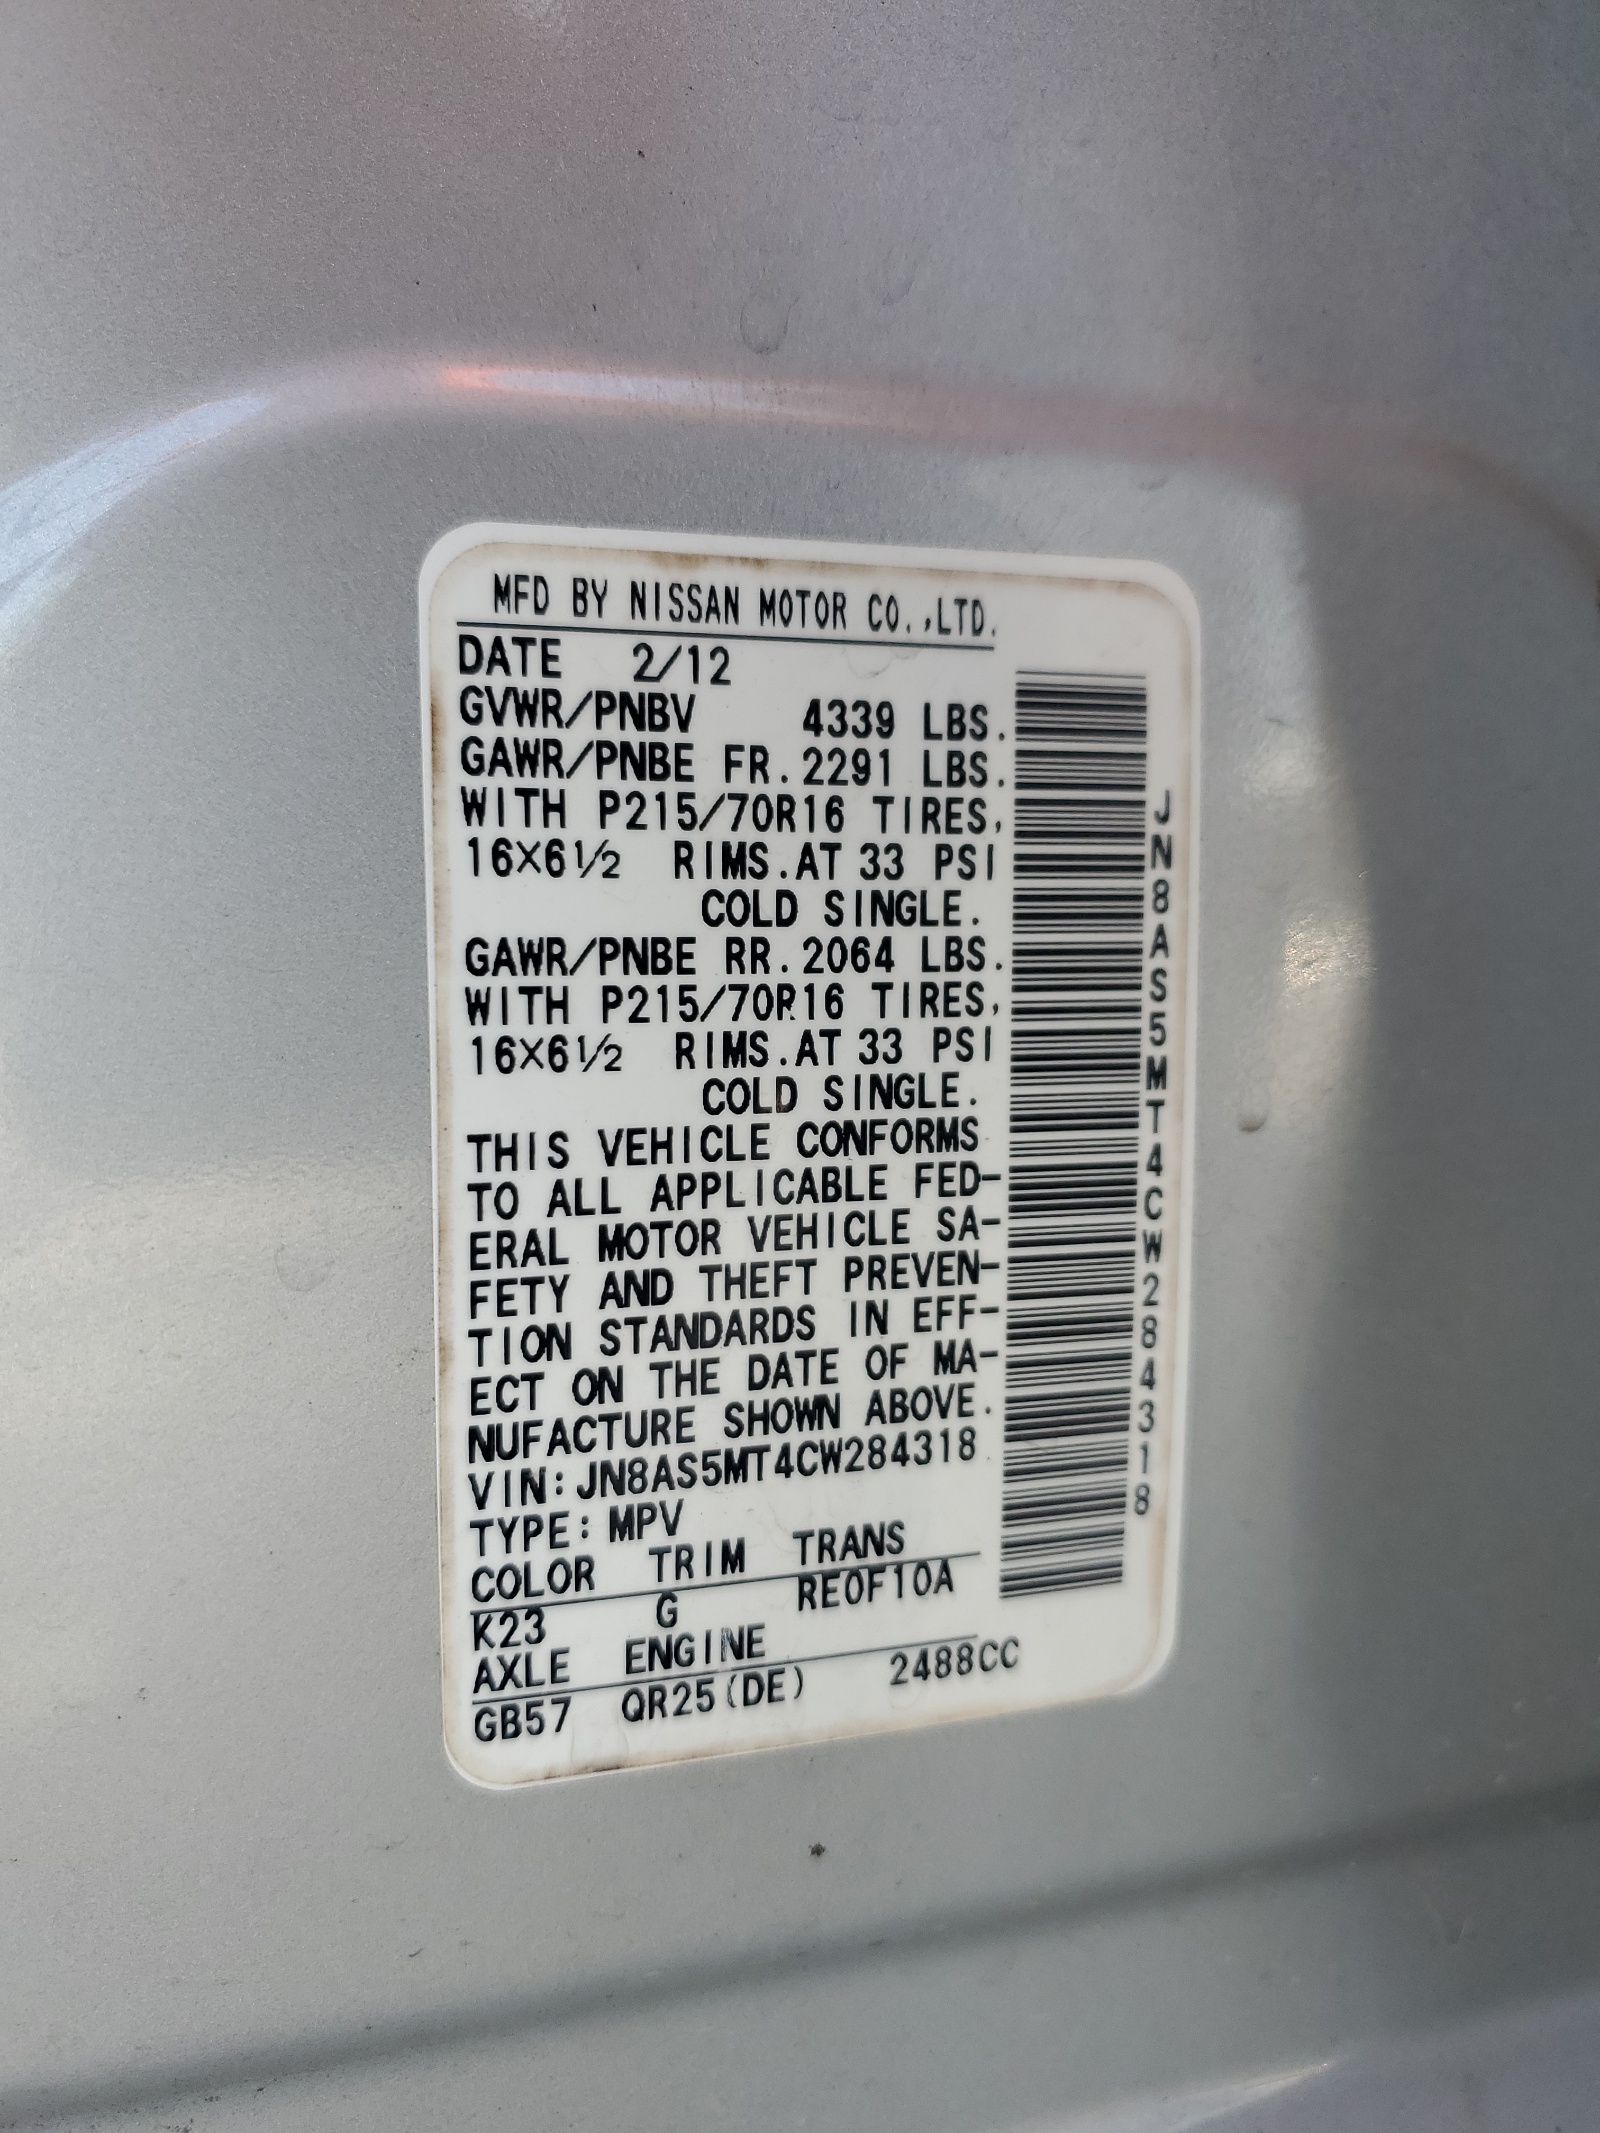 MFD BY NISSAN MOTOR CO.,LTD.
DATE 2/12
GVWR/PNBV 4339 LBS.
GAWR/PNBE FR.2291 LBS.
WITH P215/70R16 TIRES,
16X6½ RIMS.AT 33 PSI
COLD SINGLE.
GAWR/PNBE RR.2064 LBS.
WITH P215/70R16 TIRES,
16X6½ RIMS.AT 33 PSI
COLD SINGLE.
THIS VEHICLE CONFORMS
TO ALL APPLICABLE FED-
ERAL MOTOR VEHICLE SA-
FETY AND THEFT PREVEN-
TION STANDARDS IN EFF-
ECT ON THE DATE OF MA-
NUFACTURE SHOWN ABOVE.
VIN:JN8AS5MT4CW284318
TYPE:MPV
COLOR TRIM TRANS
K23 G RE0F10A
AXLE ENGINE
GB57 QR25(DE) 2488CC
JN8AS5MT4CW284318